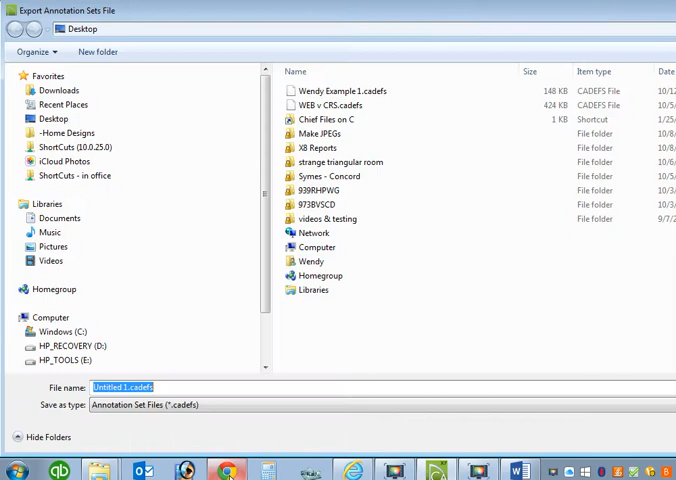 Export Annotation Sets File
Desktop
Organize
New folder
Name
Size
Item type
Date
Favorites
Downloads
Recent Places
Desktop
-Home Designs
ShortCuts (10.0.25.0)
iCloud Photos
ShortCuts - in office
Libraries
Documents
Music
Pictures
Videos
Homegroup
Computer
Windows (C:)
HP_RECOVERY (D:)
HP_TOOLS (E:)
Wendy Example 1.cadefs 148 KB CADEFS File 10/12
WEB v CRS.cadefs 424 KB CADEFS File 10/5/
Chief Files on C 1 KB Shortcut 1/25/
Make JPEGs File folder 10/4/
X8 Reports File folder
strange triangular room File folder
Symes - Concord File folder 10/5/
939RHPWG File folder 10/3/
973BVSCD File folder 10/3/
videos & testing File folder 9/7/2
Network
Computer
Wendy
Homegroup
Libraries
File name: Untitled 1.cadefs
Save as type: Annotation Set Files (*.cadefs)
Hide Folders
qb
X7
W